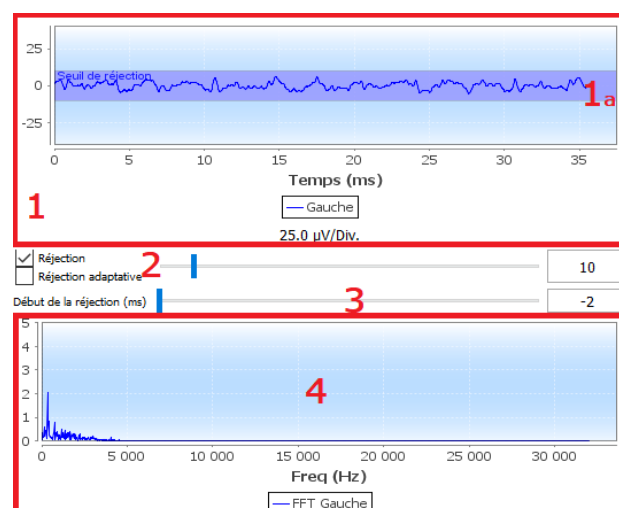 25
Seuil de réjection
0
1a
-25
0 5 10 15 20 25 30 35
Temps (ms)
1
Gauche
25.0 µV/Div.
Réjection
2
10
Réjection adaptative
Début de la réjection (ms)
3
-2
5
4
3
2
1
0
4
0 5 000 10 000 15 000 20 000 25 000 30 000
Freq (Hz)
FFT Gauche